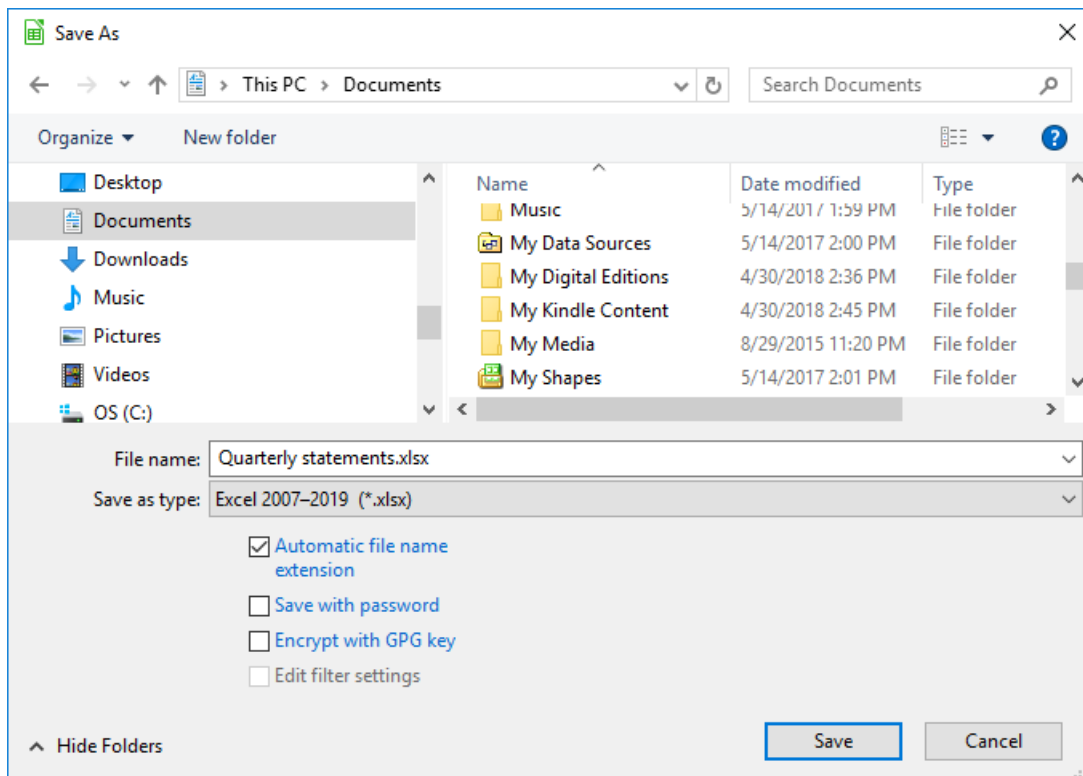 Save As
This PC > Documents
Search Documents
Organize
New folder
?
Desktop
Documents
Downloads
Music
Pictures
Videos
OS (C:)
Name Date modified Type
Music 5/14/2017 1:59 PM File folder
My Data Sources 5/14/2017 2:00 PM File folder
My Digital Editions 4/30/2018 2:36 PM File folder
My Kindle Content 4/30/2018 2:45 PM File folder
My Media 8/29/2015 11:20 PM File folder
My Shapes 5/14/2017 2:01 PM File folder
File name: Quarterly statements.xlsx
Save as type: Excel 2007–2019 (*.xlsx)
Automatic file name
extension
Save with password
Encrypt with GPG key
Edit filter settings
Hide Folders
Save
Cancel